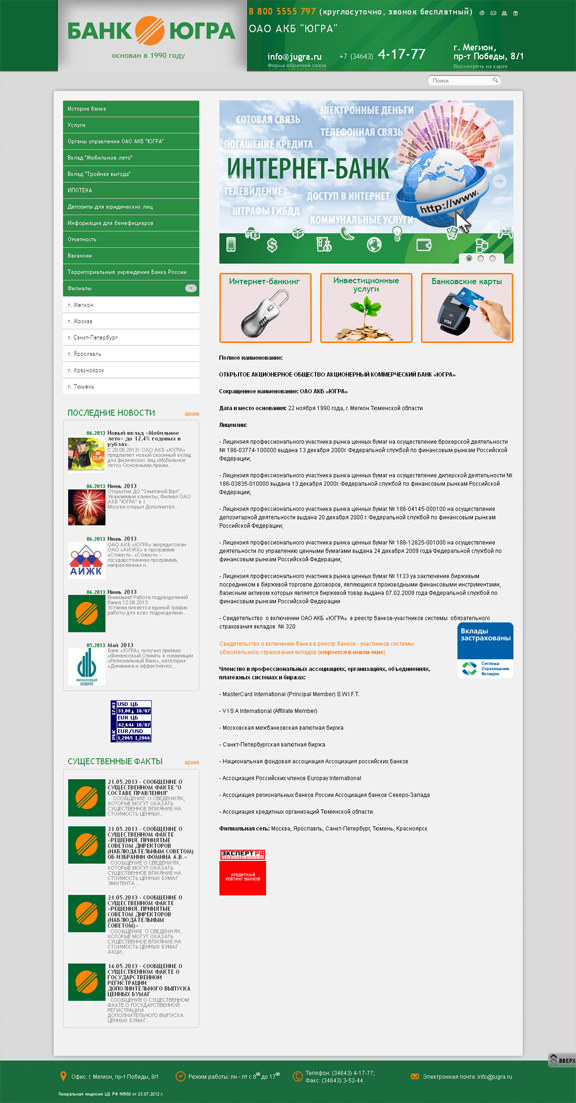 БАНК ЮГРА
основан в 1990 году
8 800 5555 797 (круглосуточно, звонок бесплатный)
ОАО АКБ "ЮГРА"
info@jugra.ru
Форма обратной связи
+7 (34643) 4-17-77
г. Мегион,
пр-т Победы, 8/1
Посмотреть на карте
Поиск
История банка
Услуги
Органы управления ОАО АКБ "ЮГРА"
Вклад "Мобильное лето"
Вклад "Тройная выгода"
ИПОТЕКА
Депозиты для юридических лиц
Информация для бенефициаров
Отчетность
Вакансии
Территориальные учреждения Банка России
Филиалы
г. Мегион
г. Москва
г. Санкт-Петербург
г. Ярославль
г. Красноярск
г. Тюмень
ЭЛЕКТРОННЫЕ ДЕНЬГИ
СОТОВАЯ СВЯЗЬ
ТЕЛЕФОННАЯ СВЯЗЬ
ПОГАШЕНИЕ КРЕДИТА
ИНТЕРНЕТ-БАНК
ТЕЛЕВИДЕНИЕ
ДОСТУП В ИНТЕРНЕТ
ШТРАФЫ ГИБДД
КОММУНАЛЬНЫЕ УСЛУГИ
http://www.
Интернет-банкинг
Инвестиционные
услуги
Банковские карты
VISA
Полное наименование:
ОТКРЫТОЕ АКЦИОНЕРНОЕ ОБЩЕСТВО АКЦИОНЕРНЫЙ КОММЕРЧЕСКИЙ БАНК «ЮГРА»
Сокращенное наименование: ОАО АКБ «ЮГРА»
Дата и место основания: 22 ноября 1990 года, г. Мегион Тюменской области
Лицензии:
- Лицензия профессионального участника рынка ценных бумаг на осуществление брокерской деятельности
№ 186-03774-100000 выдана 13 декабря 2000г. Федеральной службой по финансовым рынкам Российской
Федерации;
- Лицензия профессионального участника рынка ценных бумаг на осуществление дилерской деятельности №
186-03835-010000 выдана 13 декабря 2000г. Федеральной службой по финансовым рынкам Российской
Федерации;
- Лицензия профессионального участника рынка ценных бумаг № 186-04145-000100 на осуществление
депозитарной деятельности выдана 20 декабря 2000 г. Федеральной службой по финансовым рынкам
Российской Федерации;
- Лицензия профессионального участника рынка ценных бумаг № 186-12825-001000 на осуществление
деятельности по управлению ценными бумагами выдана 24 декабря 2009 года Федеральной службой по
финансовым рынкам Российской Федерации;
- Лицензия профессионального участника рынка ценных бумаг № 1133 уа заключение биржевым
посредником в биржевой торговле договоров, являющихся производными финансовыми инструментами,
базисным активом которых является биржевой товар выдана 07.02.2008 года Федеральной службой по
финансовым рынкам Российской Федерации
- Свидетельство о включении ОАО АКБ «ЮГРА» в реестр банков-участников системы обязательного
страхования вкладов № 320
Свидетельство о включении банка в реестр банков - участников системы
обязательного страхования вкладов (откроется в новом окне)
Вклады
застрахованы
Система
Страхования
Вкладов
Членство в профессиональных ассоциациях, организациях, объединениях,
платежных системах и биржах:
- MasterCard International (Principal Member) S.W.I.F.T.
- V I S A International (Affiliate Member)
- Московская межбанковская валютная биржа
- Санкт-Петербургская валютная биржа
- Национальная фондовая ассоциация Ассоциация российских банков
- Ассоциация Российских членов Europay International
- Ассоциация региональных банков России Ассоциация банков Северо-Запада
- Ассоциация кредитных организаций Тюменской области.
Филиальная сеть: Москва, Ярославль, Санкт-Петербург, Тюмень, Красноярск
ЭКСПЕРТ
КРЕДИТНЫЙ
РЕЙТИНГ БАНКОВ
ПОСЛЕДНИЕ НОВОСТИ
архив
06.2013 Новый вклад «Мобильное
лето» до 12,4% годовых в
рублях.
С 20.06.2013г. ОАО АКБ «ЮГРА»
предлагает новый сезонный вклад
для физических лиц «Мобильное
лето» Основными прием...
06.2013 Июнь 2013
Открытие ДО "Земляной Вал"
Уважаемые клиенты, Филиал ОАО
АКБ "ЮГРА" в г.
Москве открыл Дополнител...
06.2013 Июнь 2013
ОАО АКБ «ЮГРА» аккредитован
ОАО «АИЖК» в программе
«Стимул». «Стимул» -
государственная программа,
направленная н...
АИЖК
06.2013 Июнь 2013
Внимание! Работа подразделений
банка 12.06.2013.
Устанавливается единый график
работы для всех подразделени...
05.2013 Май 2013
Банк «ЮГРА» получил премию
«Финансовый Олимп» в номинации
«Региональный банк», категория
«Динамика и эффективнос...
USD ЦБ
EUR ЦБ
EUR/USD
СУЩЕСТВЕННЫЕ ФАКТЫ
архив
21.05.2013 - СООБЩЕНИЕ О
СУЩЕСТВЕННОМ ФАКТЕ "О
СОСТАВЕ ПРАВЛЕНИЯ"
СООБЩЕНИЕ О СВЕДЕНИЯХ,
КОТОРЫЕ МОГУТ ОКАЗАТЬ
СУЩЕСТВЕННОЕ ВЛИЯНИЕ НА
СТОИМОСТЬ ЦЕННЫХ...
21.05.2013 - СООБЩЕНИЕ О
СУЩЕСТВЕННОМ ФАКТЕ
«РЕШЕНИЯ, ПРИНЯТЫЕ
СОВЕТОМ ДИРЕКТОРОВ
(НАБЛЮДАТЕЛЬНЫМ СОВЕТОМ)
ОБ ИЗБРАНИИ ФОМИНА А.В.»
СООБЩЕНИЕ О СВЕДЕНИЯХ,
КОТОРЫЕ МОГУТ ОКАЗАТЬ
СУЩЕСТВЕННОЕ ВЛИЯНИЕ НА
СТОИМОСТЬ ЦЕННЫХ БУМАГ
ЭМИТЕНТА...
21.05.2013 - СООБЩЕНИЕ О
СУЩЕСТВЕННОМ ФАКТЕ
«РЕШЕНИЯ, ПРИНЯТЫЕ
СОВЕТОМ ДИРЕКТОРОВ
(НАБЛЮДАТЕЛЬНЫМ
СОВЕТОМ)»
СООБЩЕНИЕ О СВЕДЕНИЯХ,
КОТОРЫЕ МОГУТ ОКАЗАТЬ
СУЩЕСТВЕННОЕ ВЛИЯНИЕ НА
СТОИМОСТЬ ЦЕННЫХ БУМАГ
АКЦИ...
14.05.2013 - СООБЩЕНИЕ О
СУЩЕСТВЕННОМ ФАКТЕ О
ГОСУДАРСТВЕННОЙ
РЕГИСТРАЦИИ
ДОПОЛНИТЕЛЬНОГО ВЫПУСКА
ЦЕННЫХ БУМАГ
СООБЩЕНИЕ О СУЩЕСТВЕННОМ
ФАКТЕ О ГОСУДАРСТВЕННОЙ
РЕГИСТРАЦИИ
ДОПОЛНИТЕЛЬНОГО ВЫПУСКА
ЦЕННЫХ БУМАГ...
ВВЕРХ
Офис: г. Мегион, пр-т Победы, 8/1
Режим работы: пн - пт с 8 00 до 17 00
Телефон: (34643) 4-17-77;
Факс: (34643) 3-52-44
Электронная почта: info@jugra.ru
Генеральная лицензия ЦБ РФ №880 от 23.07.2012 г.